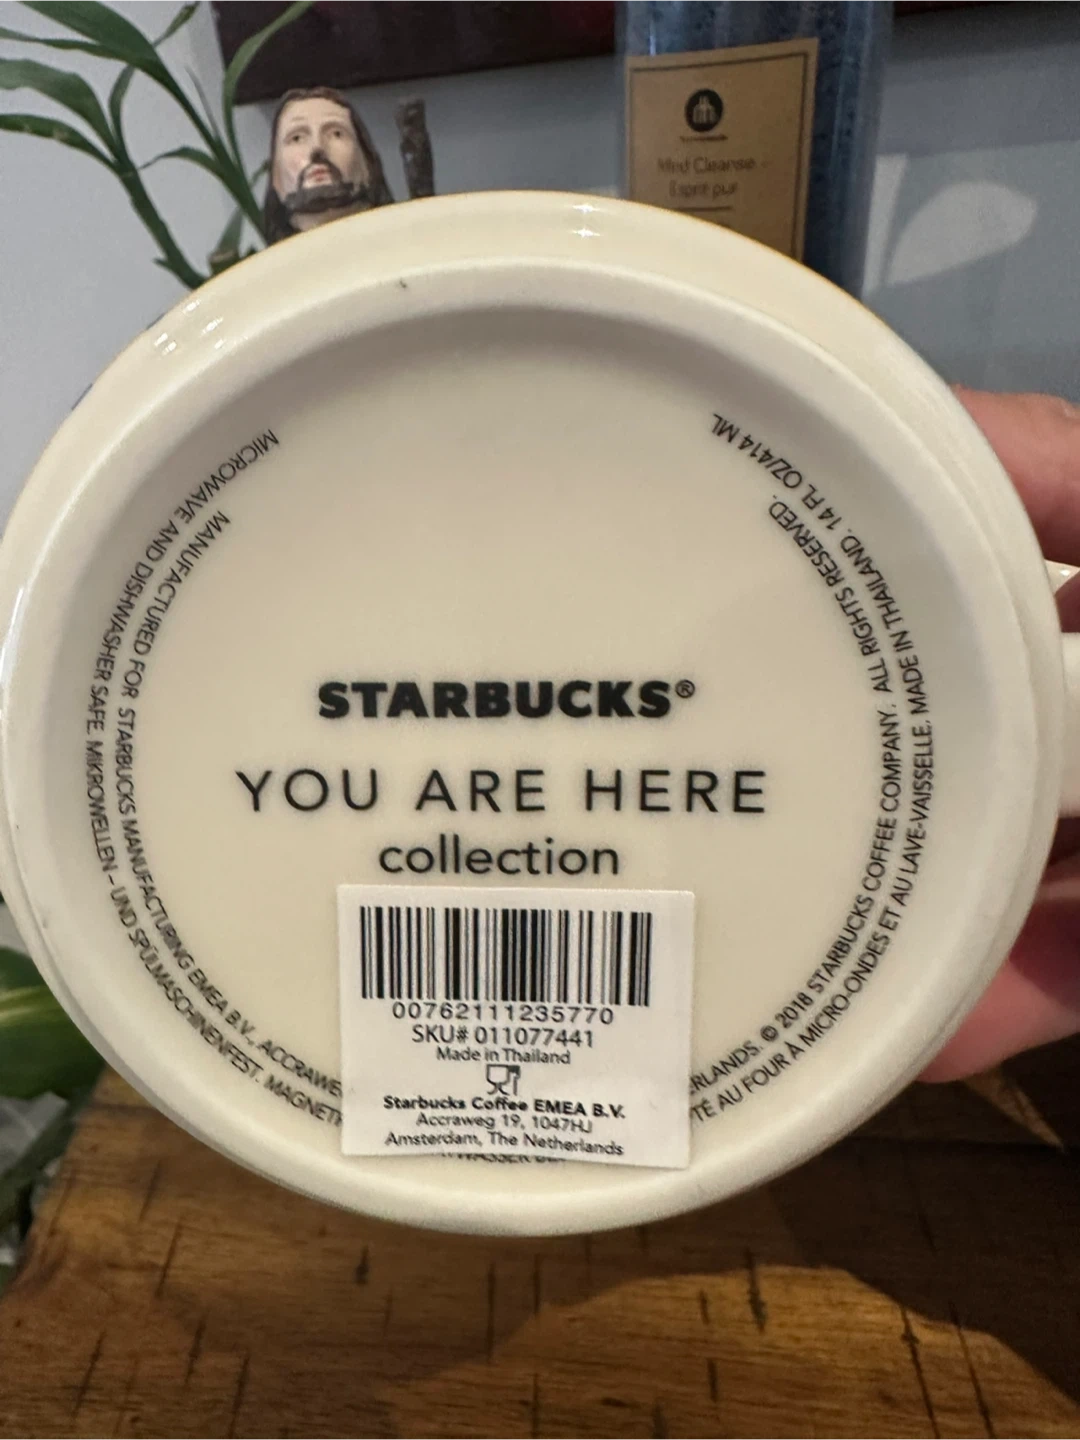 Mind Cleanse
Esprit pur
MICROWAVE AND DISHWASHER SAFE. MIKROWELLEN – UND SPÜLMASCHINENFEST. MAGNET
TÉ AU FOUR À MICRO-ONDES ET AU LAVE-VAISSELLE. MADE IN THAILAND. 14 FL OZ/414 ML
MANUFACTURED FOR STARBUCKS MANUFACTURING EMEA B.V., ACCRAWE
ERLANDS. © 2018 STARBUCKS COFFEE COMPANY. ALL RIGHTS RESERVED.
STARBUCKS®
YOU ARE HERE
collection
00762111235770
SKU# 011077441
Made in Thailand
Starbucks Coffee EMEA B.V.
Accraweg 19, 1047HJ
Amsterdam, The Netherlands